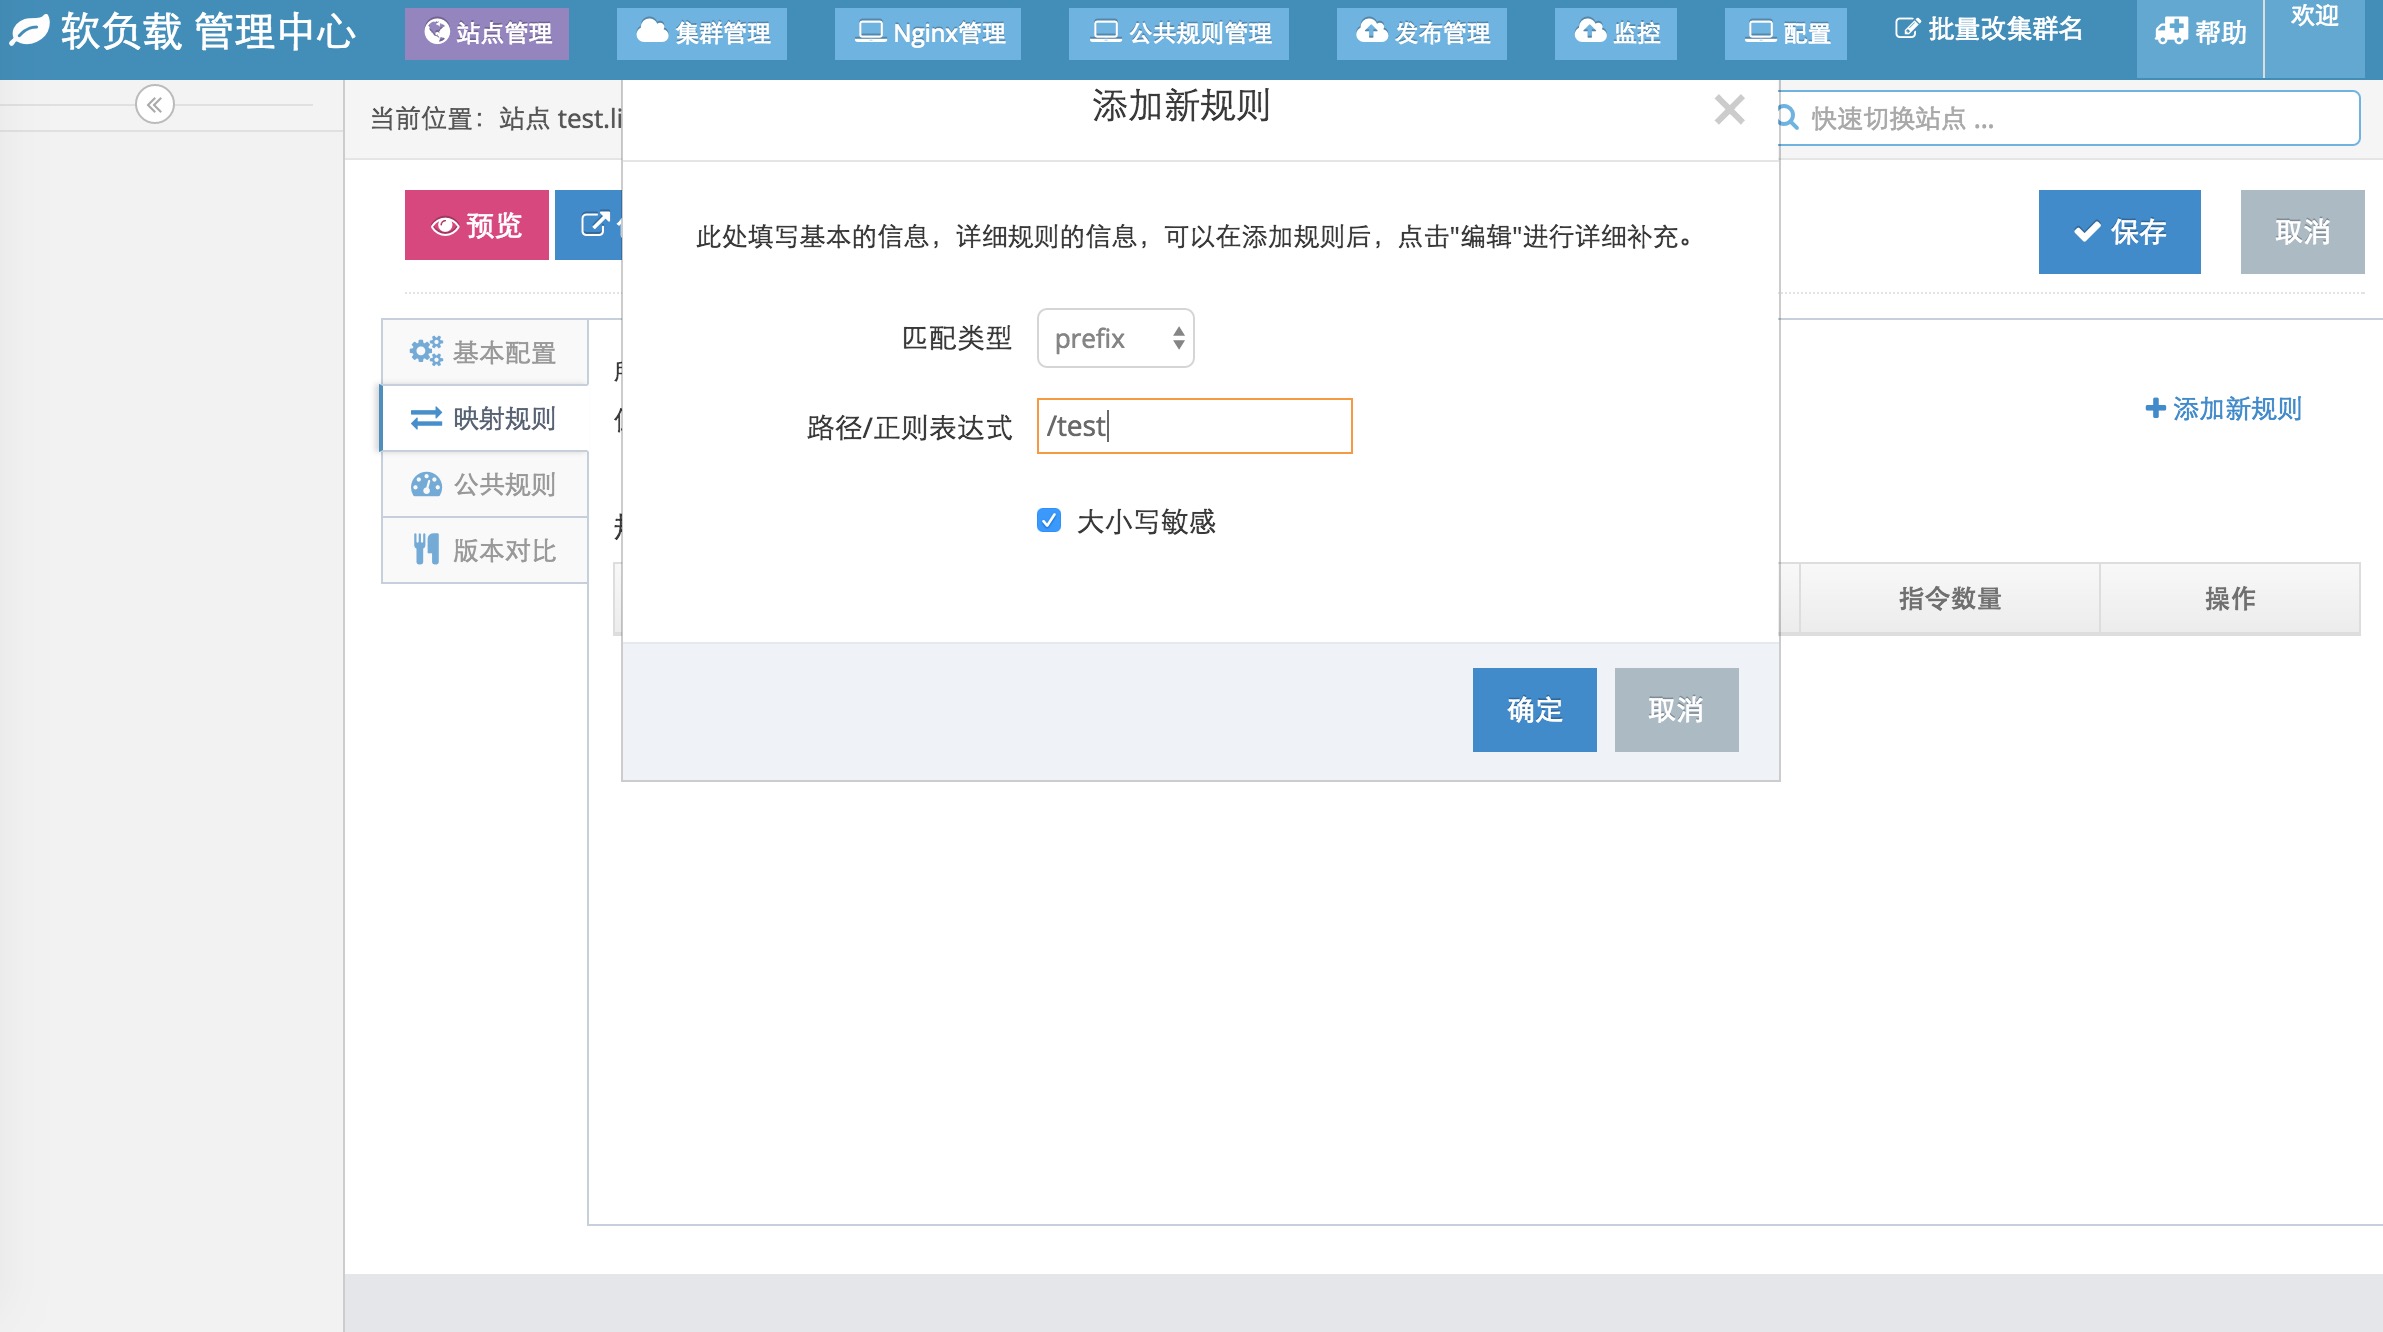 软负载 管理中心
站点管理
集群管理
Nginx管理
公共规则管理
发布管理
监控
配置
批量改集群名
帮助
欢迎
当前位置：站点 test.li
添加新规则
快速切换站点 ...
预览
保存
取消
此处填写基本的信息，详细规则的信息，可以在添加规则后，点击"编辑"进行详细补充。
匹配类型 prefix
路径/正则表达式 /test
大小写敏感
确定
取消
基本配置
映射规则
公共规则
版本对比
添加新规则
指令数量
操作